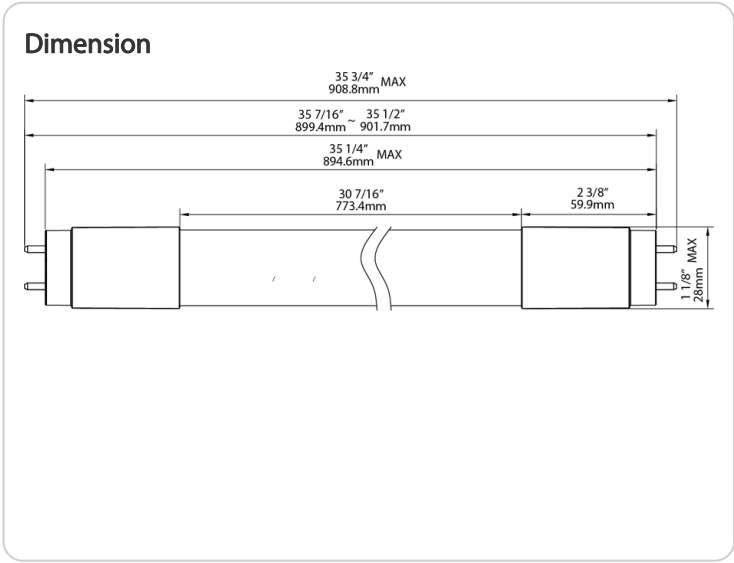 Dimension
35 3/4” MAX
908.8mm
35 7/16” ~ 35 1/2”
899.4mm 901.7mm
35 1/4” MAX
894.6mm
30 7/16”
773.4mm
2 3/8”
59.9mm
1 1/8” MAX
28mm